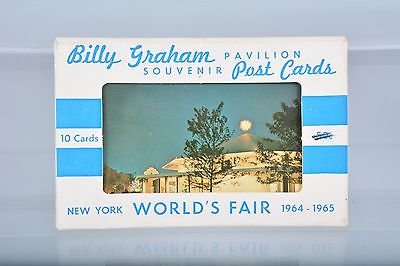 Billy Graham PAVILION
SOUVENIR Post Cards
10 Cards
NEW YORK WORLD'S FAIR 1964 - 1965